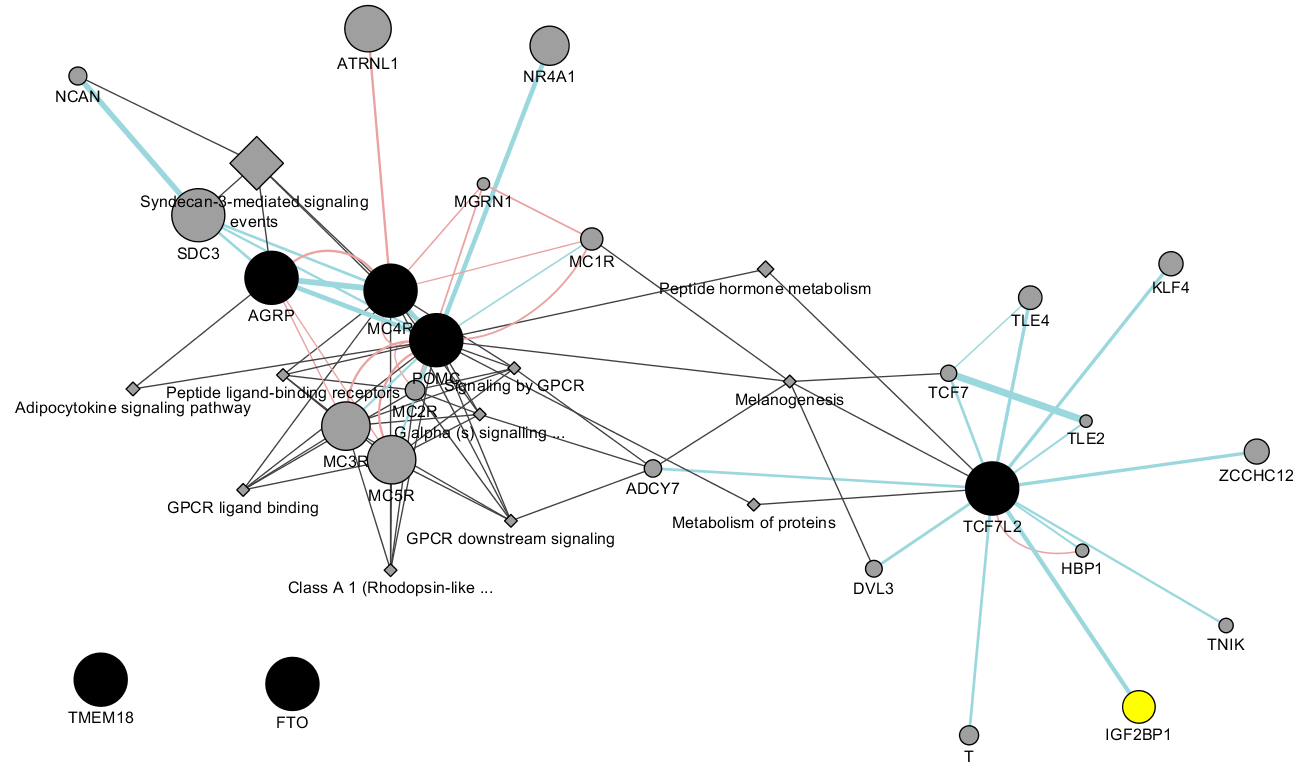 ATRNL1
NR4A1
NCAN
Syndecan-3-mediated signaling
events
MGRN1
SDC3
MC1R
Peptide hormone metabolism
KLF4
AGRP
TLE4
MC4R
POMC
Signaling by GPCR
Peptide ligand-binding receptors
TCF7
Melanogenesis
Adipocytokine signaling pathway
MC2R
G alpha (s) signalling ...
TLE2
MC3R
ZCCHC12
ADCY7
MC5R
GPCR ligand binding
Metabolism of proteins
TCF7L2
GPCR downstream signaling
HBP1
Class A 1 (Rhodopsin-like ...
DVL3
TNIK
TMEM18
FTO
IGF2BP1
T